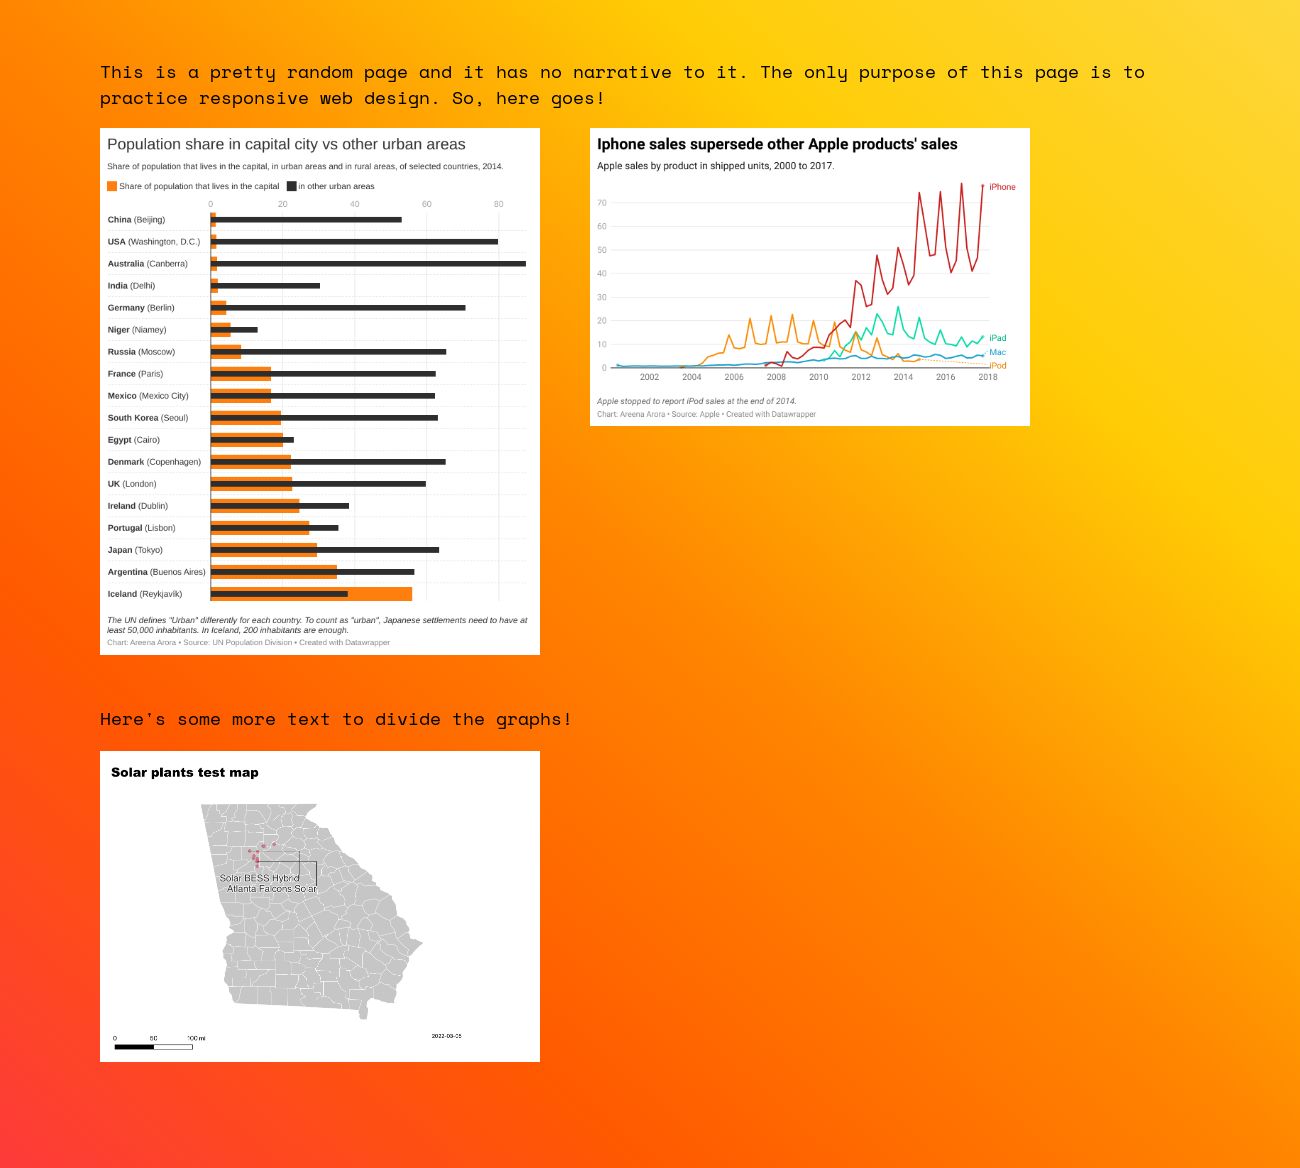 This is a pretty random page and it has no narrative to it. The only purpose of this page is to
practice responsive web design. So, here goes!
Population share in capital city vs other urban areas
Share of population that lives in the capital, in urban areas and in rural areas, of selected countries, 2014.
Share of population that lives in the capital in other urban areas
0 20 40 60 80
China (Beijing)
USA (Washington, D.C.)
Australia (Canberra)
India (Delhi)
Germany (Berlin)
Niger (Niamey)
Russia (Moscow)
France (Paris)
Mexico (Mexico City)
South Korea (Seoul)
Egypt (Cairo)
Denmark (Copenhagen)
UK (London)
Ireland (Dublin)
Portugal (Lisbon)
Japan (Tokyo)
Argentina (Buenos Aires)
Iceland (Reykjavík)
The UN defines "Urban" differently for each country. To count as "urban", Japanese settlements need to have at
least 50,000 inhabitants. In Iceland, 200 inhabitants are enough.
Chart: Areena Arora • Source: UN Population Division • Created with Datawrapper
Iphone sales supersede other Apple products' sales
Apple sales by product in shipped units, 2000 to 2017.
iPhone
70
60
50
40
30
20
iPad
10
Mac
iPod
0
2002 2004 2006 2008 2010 2012 2014 2016 2018
Apple stopped to report iPod sales at the end of 2014.
Chart: Areena Arora • Source: Apple • Created with Datawrapper
Here's some more text to divide the graphs!
Solar plants test map
Solar BESS Hybrid
Atlanta Falcons Solar
0 50 100 mi
2022-03-05